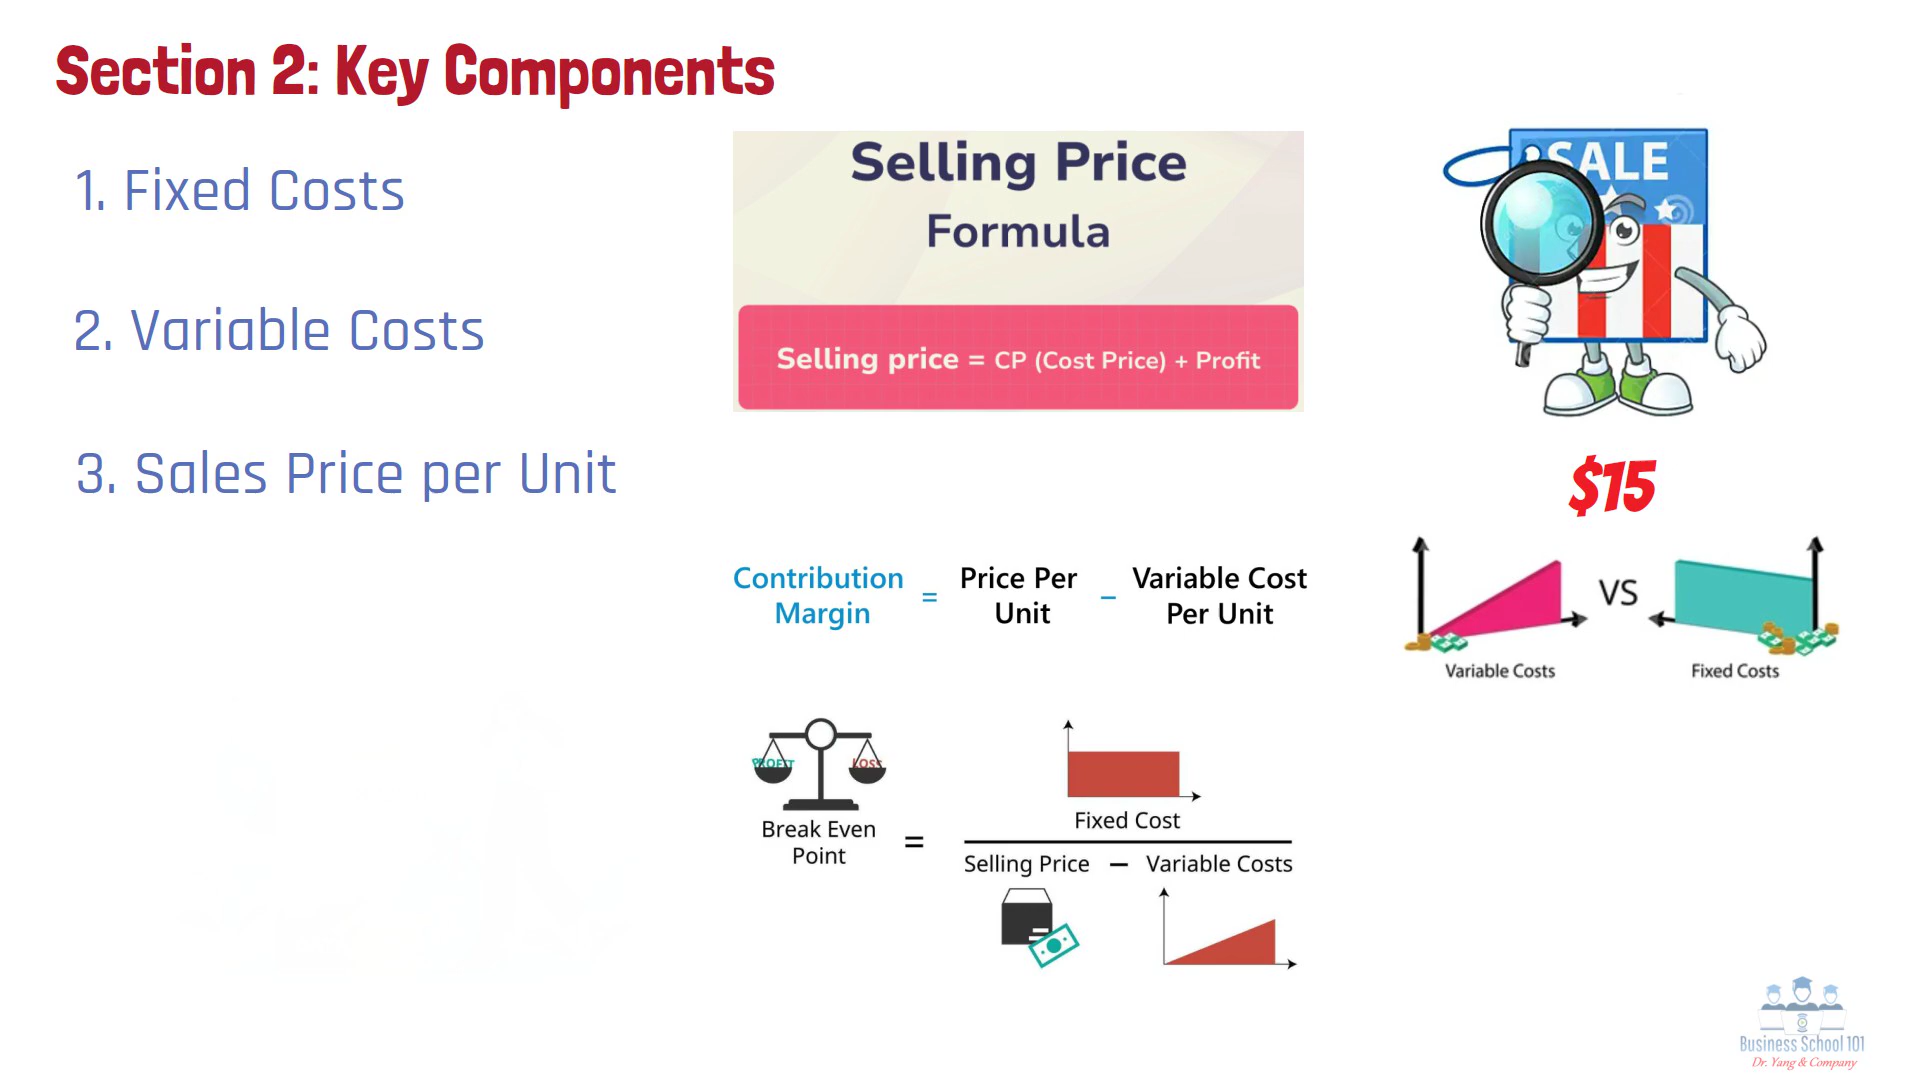 Section 2: Key Components
1. Fixed Costs
2. Variable Costs
3. Sales Price per Unit
Selling Price
Formula
Selling price = CP (Cost Price) + Profit
SALE
$15
Contribution Margin = Price Per Unit – Variable Cost Per Unit
VS
Variable Costs
Fixed Costs
PROFIT
LOSS
Break Even
Point
=
Fixed Cost
Selling Price – Variable Costs
Business School 101
Dr. Yang & Company